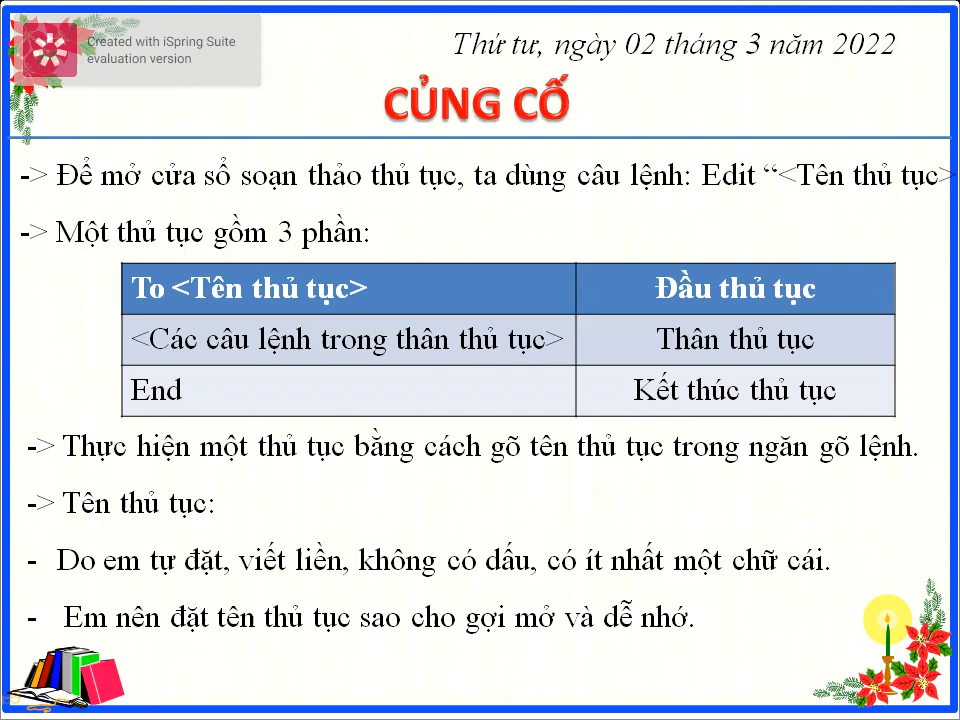 Created with iSpring Suite
evaluation version
Thứ tư, ngày 02 tháng 3 năm 2022
CỦNG CỐ
-> Để mở cửa sổ soạn thảo thủ tục, ta dùng câu lệnh: Edit “<Tên thủ tục>
-> Một thủ tục gồm 3 phần:
To <Tên thủ tục> Đầu thủ tục
<Các câu lệnh trong thân thủ tục> Thân thủ tục
End Kết thúc thủ tục
-> Thực hiện một thủ tục bằng cách gõ tên thủ tục trong ngăn gõ lệnh.
-> Tên thủ tục:
- Do em tự đặt, viết liền, không có dấu, có ít nhất một chữ cái.
- Em nên đặt tên thủ tục sao cho gợi mở và dễ nhớ.